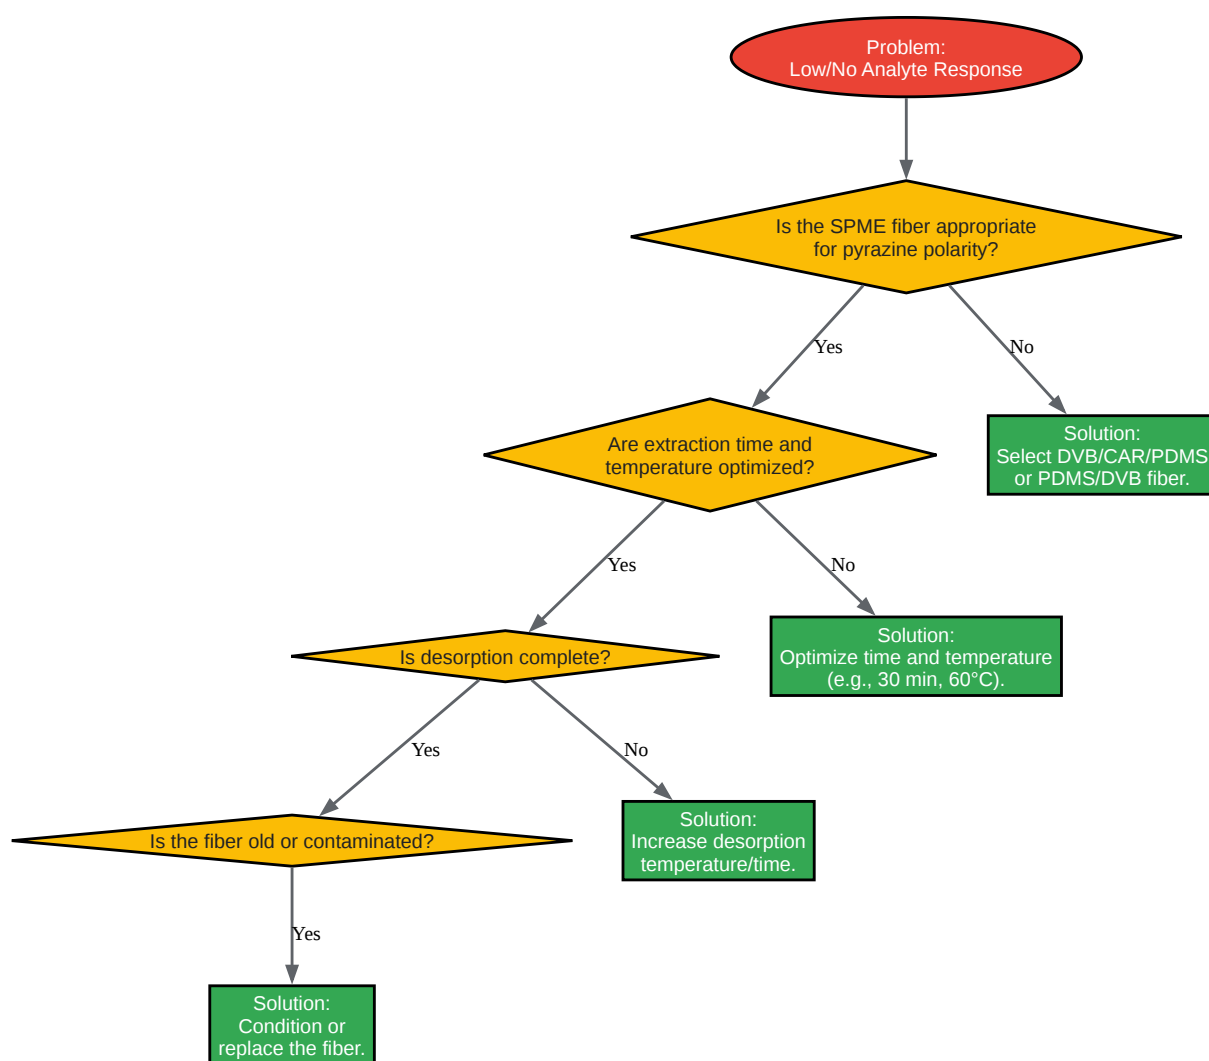 Problem:
Low/No Analyte Response
Is the SPME fiber appropriate
for pyrazine polarity?
Yes
No
Are extraction time and
temperature optimized?
Solution:
Select DVB/CAR/PDMS
or PDMS/DVB fiber.
Yes
No
Is desorption complete?
Solution:
Optimize time and temperature
(e.g., 30 min, 60°C).
Yes
No
Is the fiber old or contaminated?
Solution:
Increase desorption
temperature/time.
Yes
Solution:
Condition or
replace the fiber.